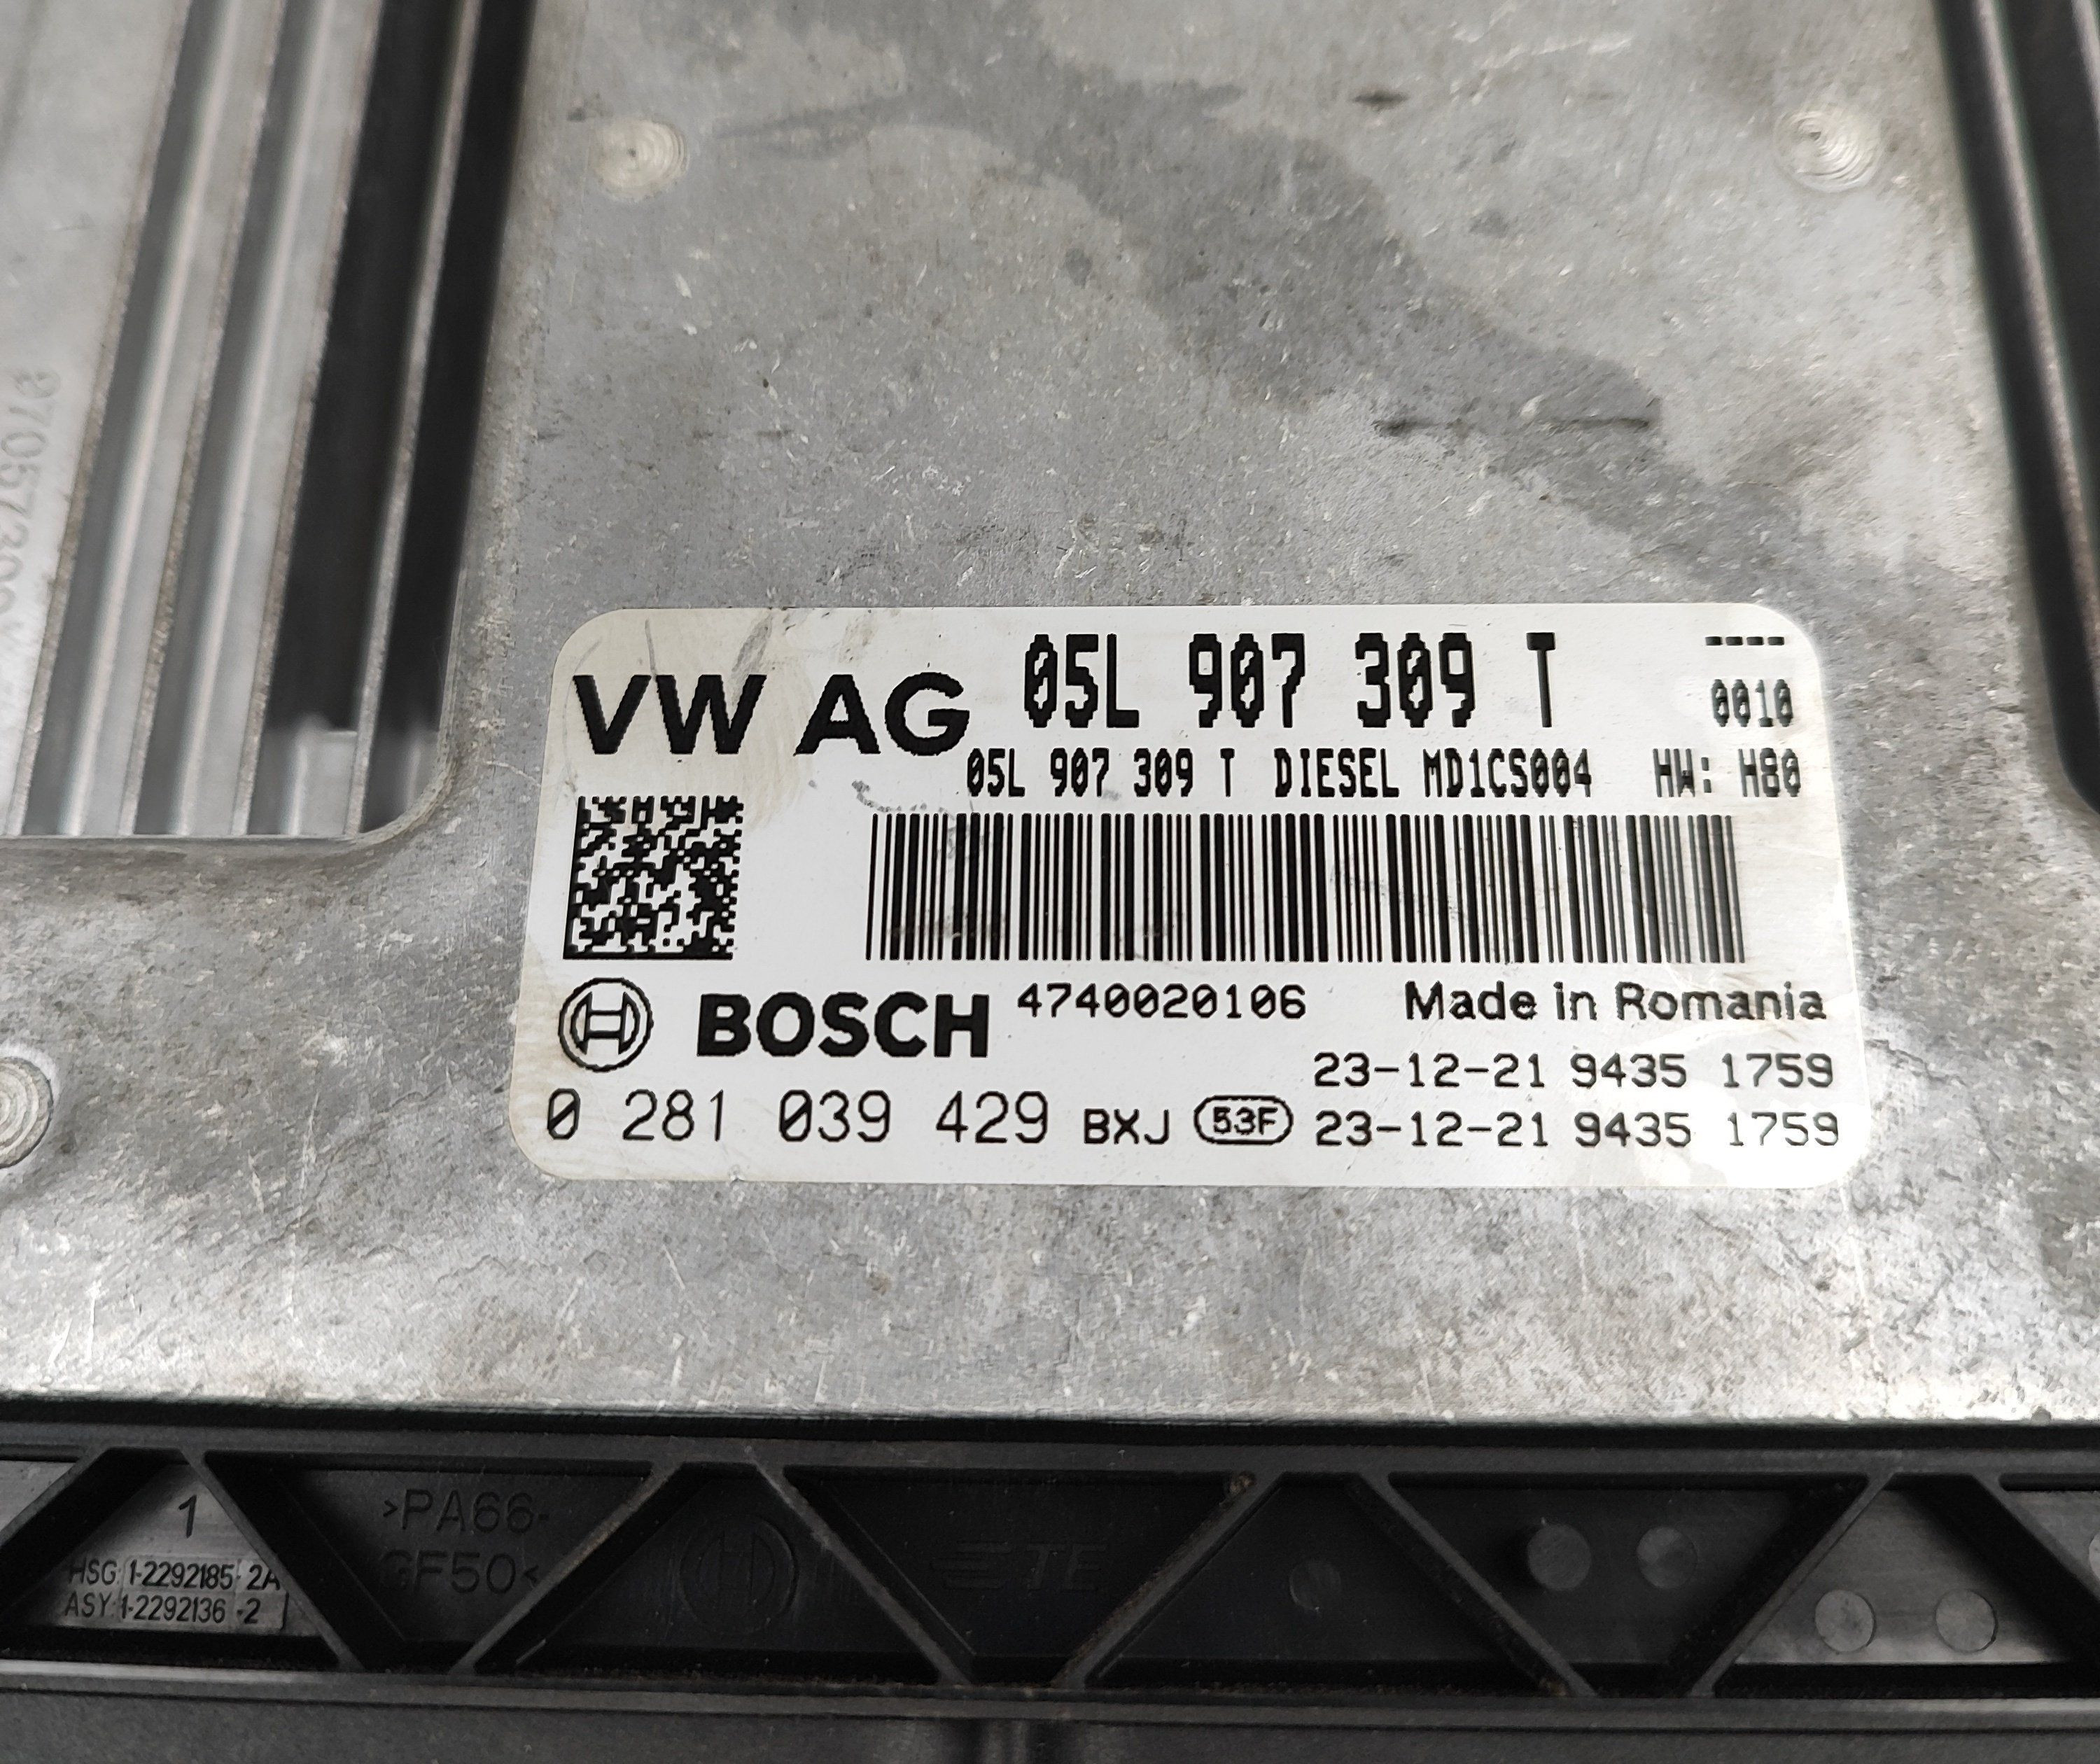 VW AG 05L 907 309 T ----
0010
05L 907 309 T DIESEL MD1CS004 HW: H80
BOSCH 4740020106 Made in Romania
23-12-21 9435 1759
0 281 039 429 BXJ 53F 23-12-21 9435 1759
1
>PA66-
GF50<
HSG 1-2292185-2A
ASY 1-2292136-2
TE